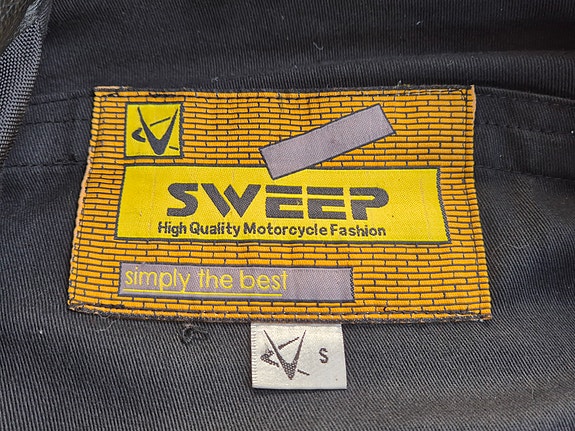 SWEEP
High Quality Motorcycle Fashion
simply the best
S